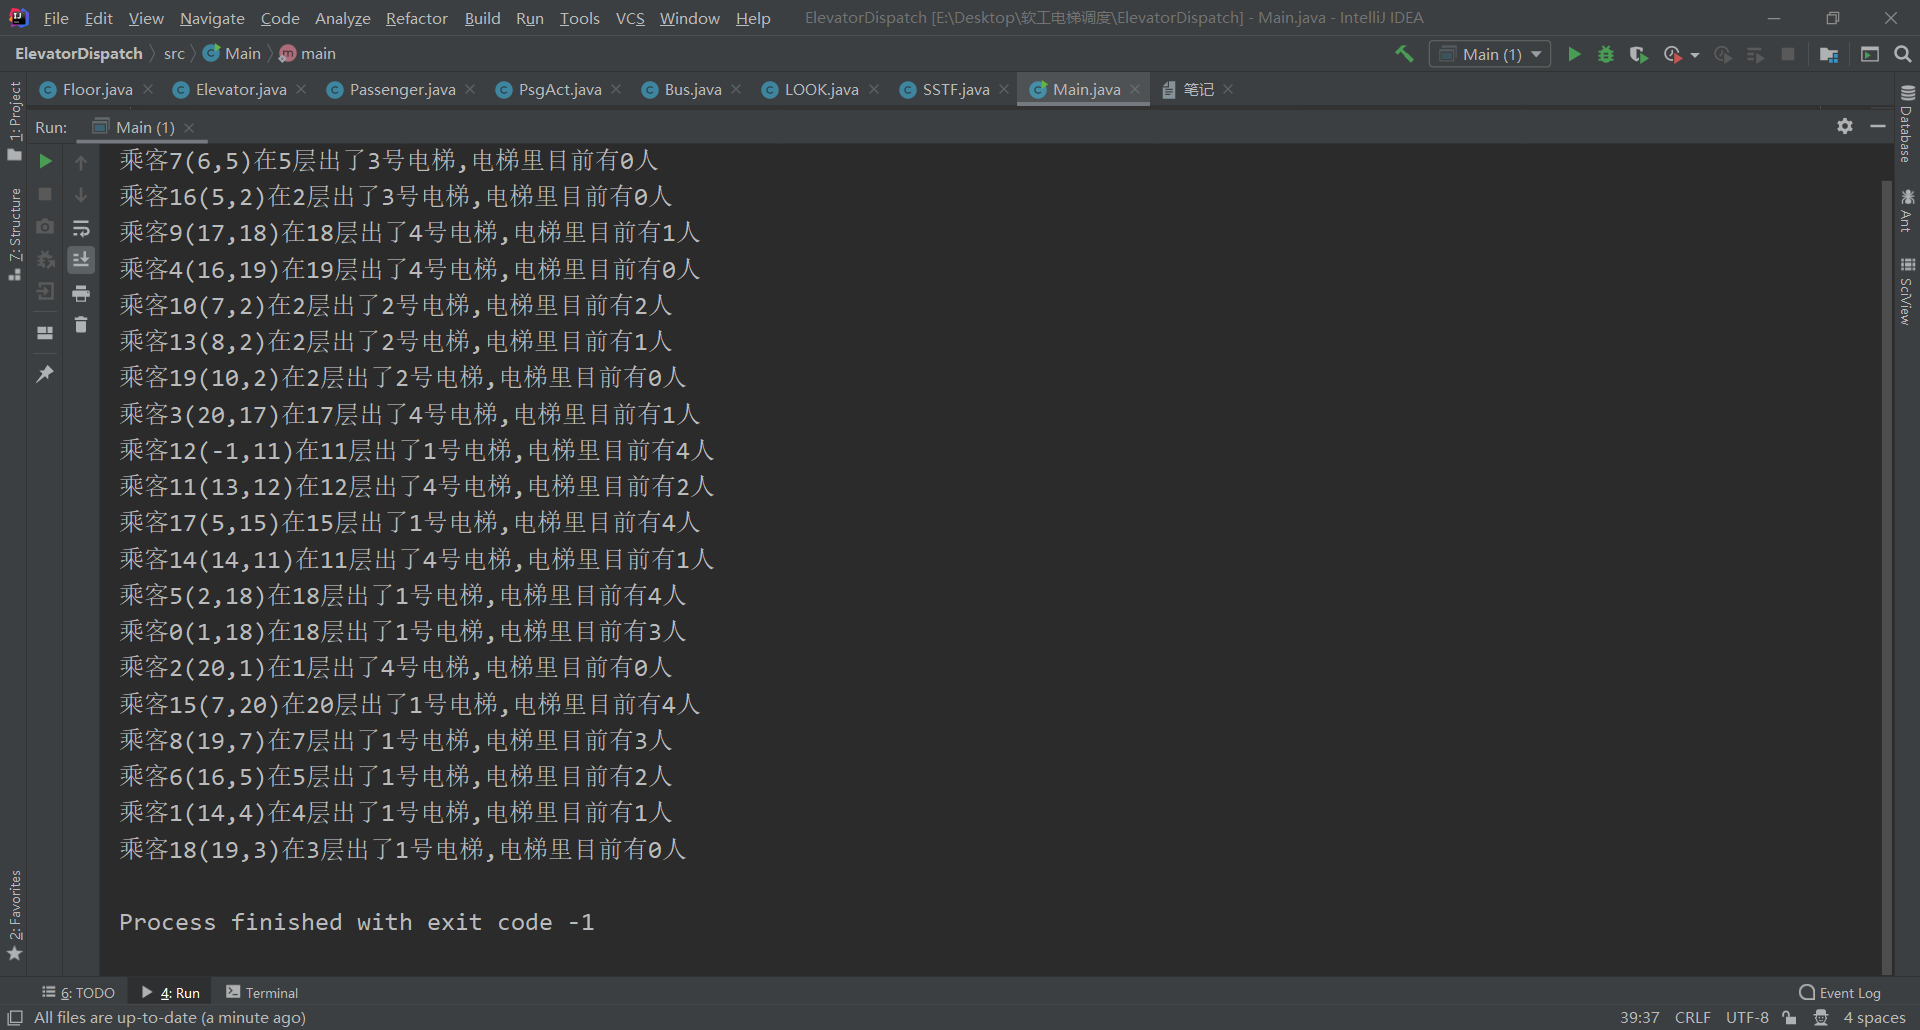 File Edit View Navigate Code Analyze Refactor Build Run Tools VCS Window Help ElevatorDispatch [E:\Desktop\软工电梯调度\ElevatorDispatch] - Main.java - IntelliJ IDEA
ElevatorDispatch src Main main Main (1)
Floor.java Elevator.java Passenger.java PsgAct.java Bus.java LOOK.java SSTF.java Main.java 笔记
Run: Main (1)
乘客7(6,5)在5层出了3号电梯,电梯里目前有0人
乘客16(5,2)在2层出了3号电梯,电梯里目前有0人
乘客9(17,18)在18层出了4号电梯,电梯里目前有1人
乘客4(16,19)在19层出了4号电梯,电梯里目前有0人
乘客10(7,2)在2层出了2号电梯,电梯里目前有2人
乘客13(8,2)在2层出了2号电梯,电梯里目前有1人
乘客19(10,2)在2层出了2号电梯,电梯里目前有0人
乘客3(20,17)在17层出了4号电梯,电梯里目前有1人
乘客12(-1,11)在11层出了1号电梯,电梯里目前有4人
乘客11(13,12)在12层出了4号电梯,电梯里目前有2人
乘客17(5,15)在15层出了1号电梯,电梯里目前有4人
乘客14(14,11)在11层出了4号电梯,电梯里目前有1人
乘客5(2,18)在18层出了1号电梯,电梯里目前有4人
乘客0(1,18)在18层出了1号电梯,电梯里目前有3人
乘客2(20,1)在1层出了4号电梯,电梯里目前有0人
乘客15(7,20)在20层出了1号电梯,电梯里目前有4人
乘客8(19,7)在7层出了1号电梯,电梯里目前有3人
乘客6(16,5)在5层出了1号电梯,电梯里目前有2人
乘客1(14,4)在4层出了1号电梯,电梯里目前有1人
乘客18(19,3)在3层出了1号电梯,电梯里目前有0人
Process finished with exit code -1
1: Project
7: Structure
2: Favorites
Database
Ant
SciView
6: TODO 4: Run Terminal Event Log
All files are up-to-date (a minute ago) 39:37 CRLF UTF-8 4 spaces